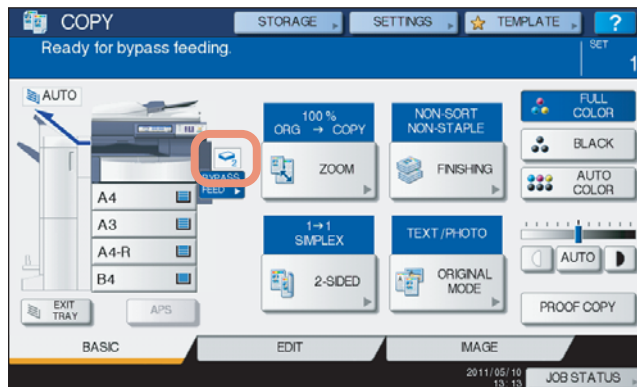 COPY
STORAGE
SETTINGS
TEMPLATE
?
Ready for bypass feeding.
SET
1
AUTO
2
BYPASS
FEED
A4
A3
A4-R
B4
EXIT
TRAY
APS
100 %
ORG → COPY
ZOOM
NON-SORT
NON-STAPLE
FINISHING
1→1
SIMPLEX
2-SIDED
TEXT/PHOTO
ORIGINAL
MODE
FULL
COLOR
BLACK
AUTO
COLOR
AUTO
PROOF COPY
BASIC
EDIT
IMAGE
2011/05/10
13:13
JOB STATUS